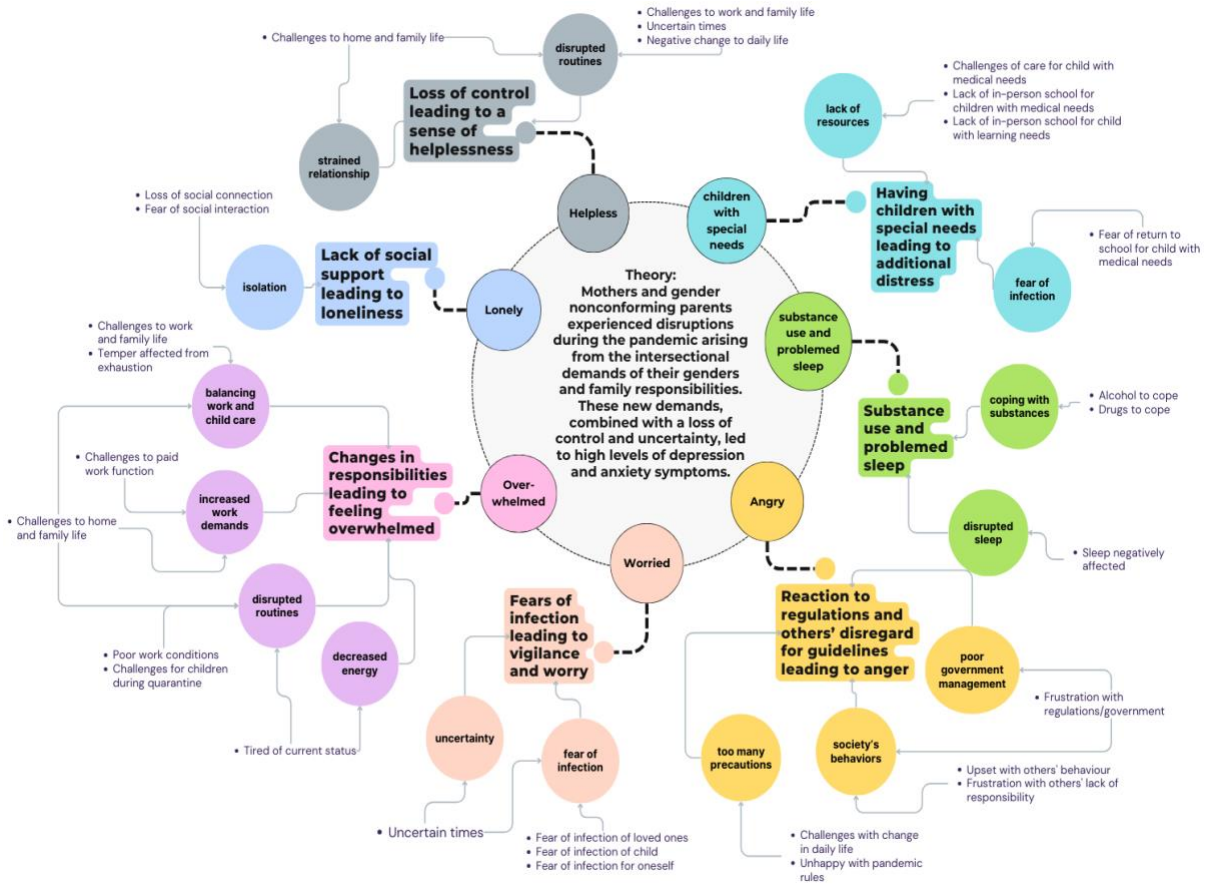 • Challenges to home and family life
disrupted
routines
• Challenges to work and family life
• Uncertain times
• Negative change to daily life
Loss of control
leading to a
sense of
helplessness
strained
relationship
Helpless
children
with
special
needs
lack of
resources
• Challenges of care for child with
medical needs
• Lack of in-person school for
children with medical needs
• Lack of in-person school for child
with learning needs
Having
children with
special needs
leading to
additional
distress
• Fear of return to
school for child with
medical needs
fear of
infection
• Loss of social connection
• Fear of social interaction
isolation
Lack of social
support
leading to
loneliness
Lonely
Theory:
Mothers and gender
nonconforming parents
experienced disruptions
during the pandemic arising
from the intersectional
demands of their genders
and family responsibilities.
These new demands,
combined with a loss of
control and uncertainty, led
to high levels of depression
and anxiety symptoms.
substance
use and
problemed
sleep
Substance
use and
problemed
sleep
coping with
substances
• Alcohol to cope
• Drugs to cope
disrupted
sleep
• Sleep negatively
affected
• Challenges to work
and family life
• Temper affected from
exhaustion
balancing
work and
child care
• Challenges to paid
work function
increased
work
demands
• Challenges to home
and family life
Changes in
responsibilities
leading to
feeling
overwhelmed
Over-
whelmed
disrupted
routines
• Poor work conditions
• Challenges for children
during quarantine
decreased
energy
• Tired of current status
Worried
Fears of
infection
leading to
vigilance
and worry
uncertainty
fear of
infection
• Uncertain times
• Fear of infection of loved ones
• Fear of infection of child
• Fear of infection for oneself
Angry
Reaction to
regulations and
others' disregard
for guidelines
leading to anger
poor
government
management
• Frustration with
regulations/government
too many
precautions
society's
behaviors
• Upset with others' behaviour
• Frustration with others' lack of
responsibility
• Challenges with change
in daily life
• Unhappy with pandemic
rules